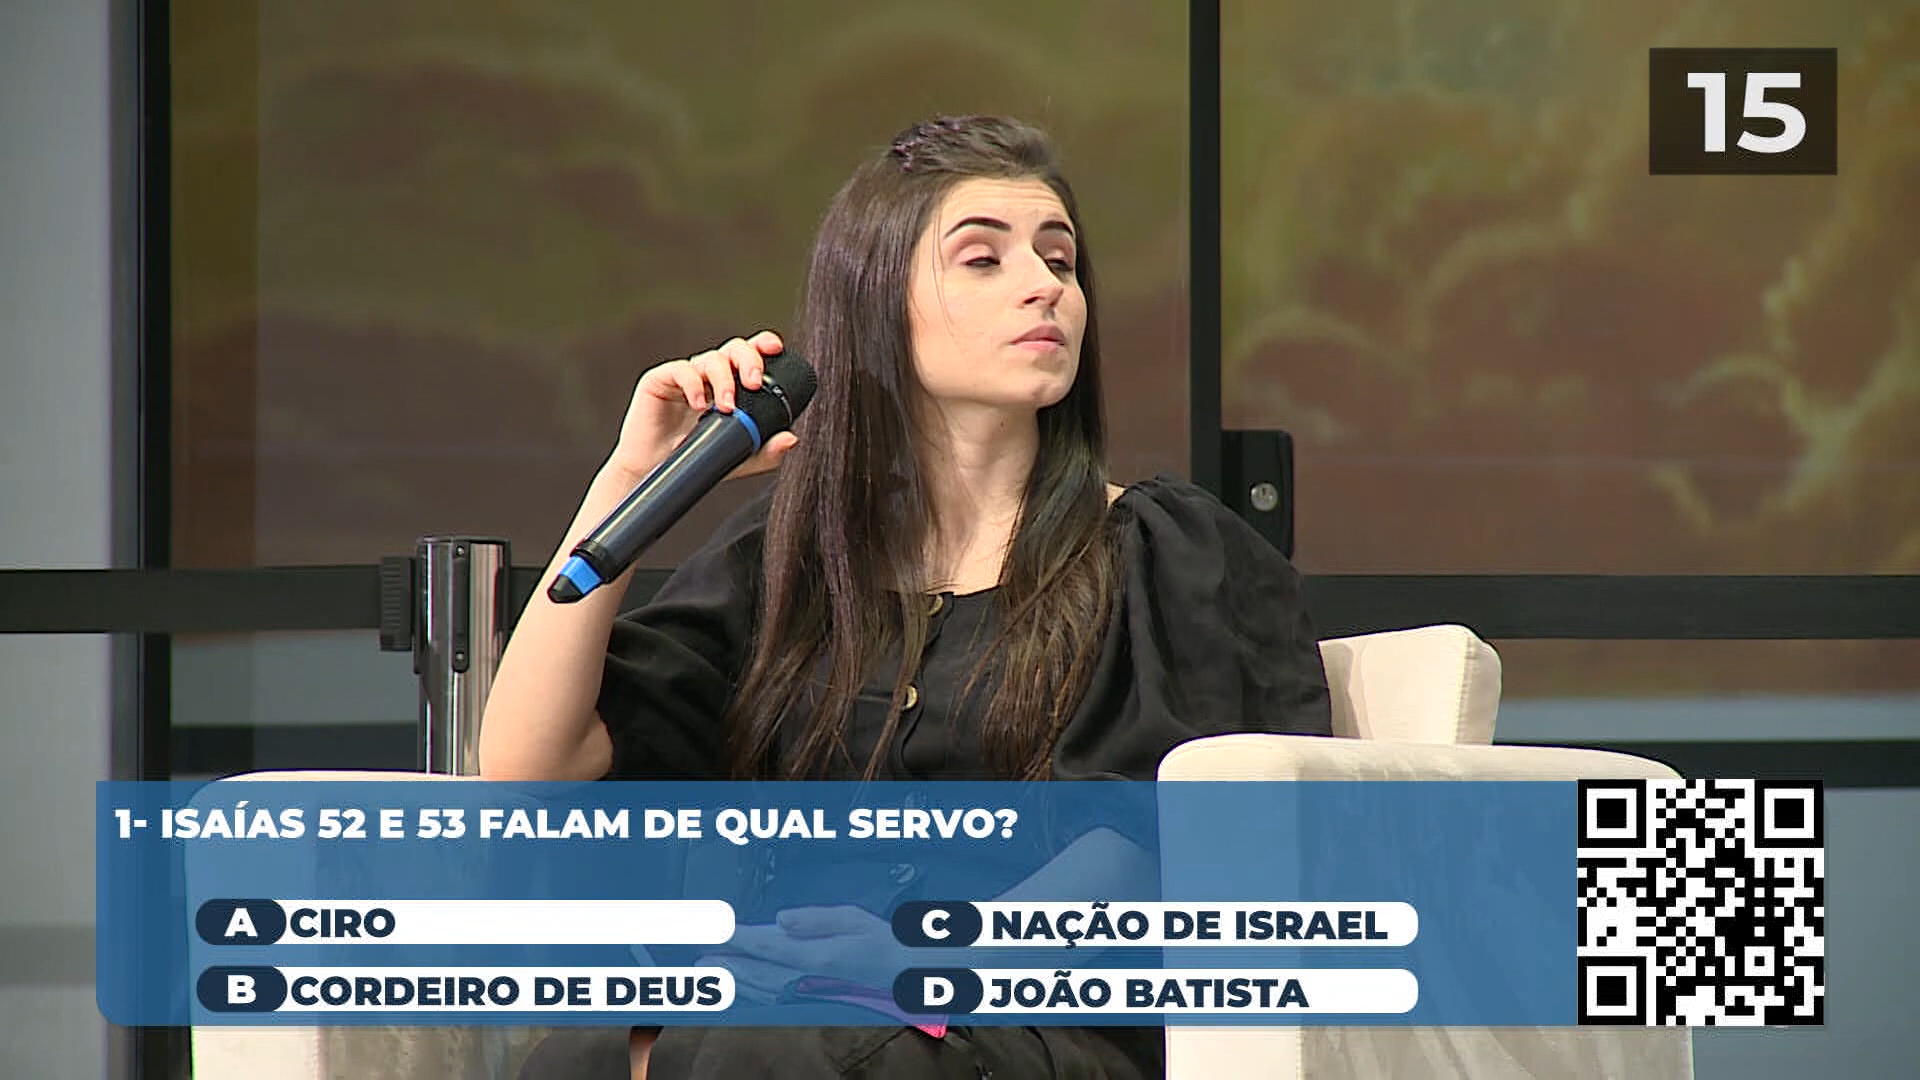 15
1- ISAÍAS 52 E 53 FALAM DE QUAL SERVO?
A CIRO
B CORDEIRO DE DEUS
C NAÇÃO DE ISRAEL
D JOÃO BATISTA